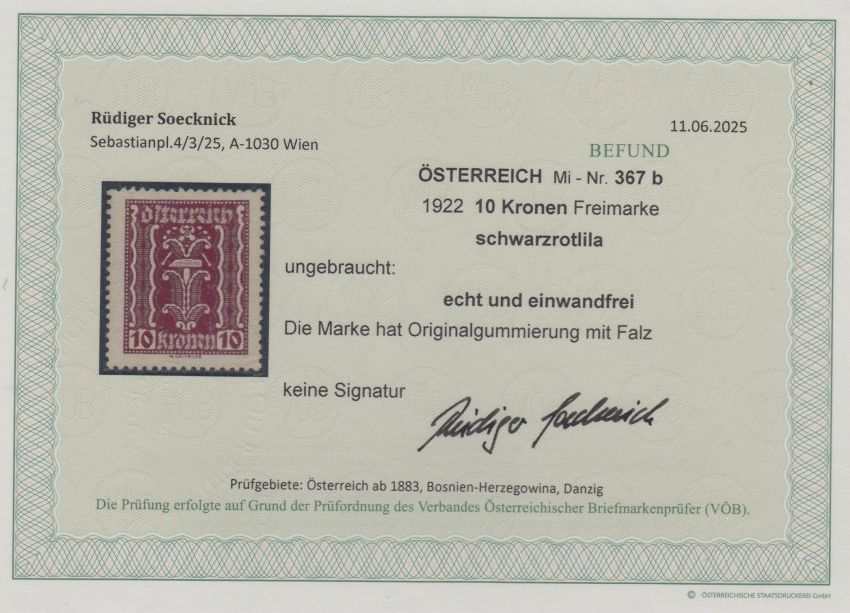 Rüdiger Soecknick
Sebastianpl.4/3/25, A-1030 Wien
11.06.2025
BEFUND
ÖSTERREICH Mi - Nr. 367 b
1922 10 Kronen Freimarke
schwarzrotlila
österreich
10 kronen 10
ungebraucht:
echt und einwandfrei
Die Marke hat Originalgummierung mit Falz
keine Signatur
Rüdiger Soecknick
Prüfgebiete: Österreich ab 1883, Bosnien-Herzegowina, Danzig
Die Prüfung erfolgte auf Grund der Prüfordnung des Verbandes Österreichischer Briefmarkenprüfer (VÖB).
© ÖSTERREICHISCHE STAATSDRUCKEREI GmbH